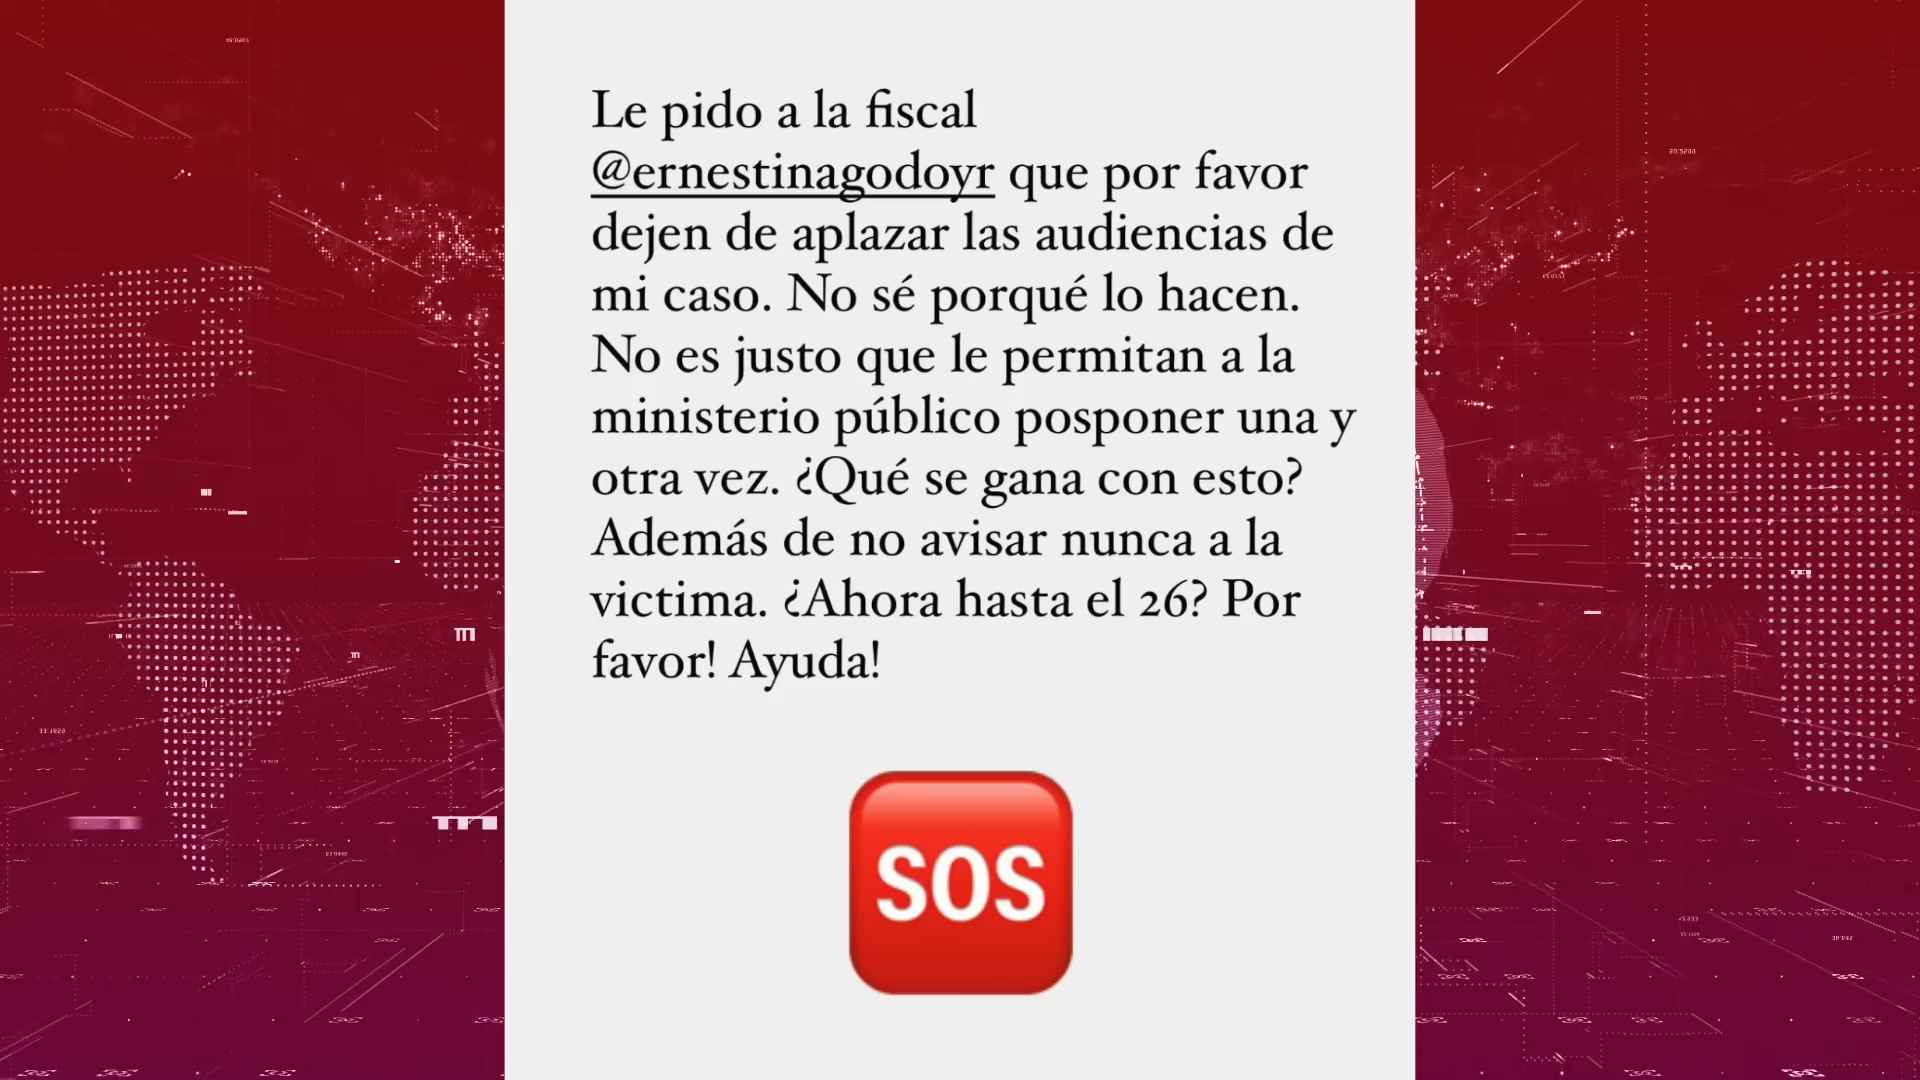 Le pido a la fiscal
@ernestinagodoyr que por favor
dejen de aplazar las audiencias de
mi caso. No sé porqué lo hacen.
No es justo que le permitan a la
ministerio público posponer una y
otra vez. ¿Qué se gana con esto?
Además de no avisar nunca a la
victima. ¿Ahora hasta el 26? Por
favor! Ayuda!
SOS